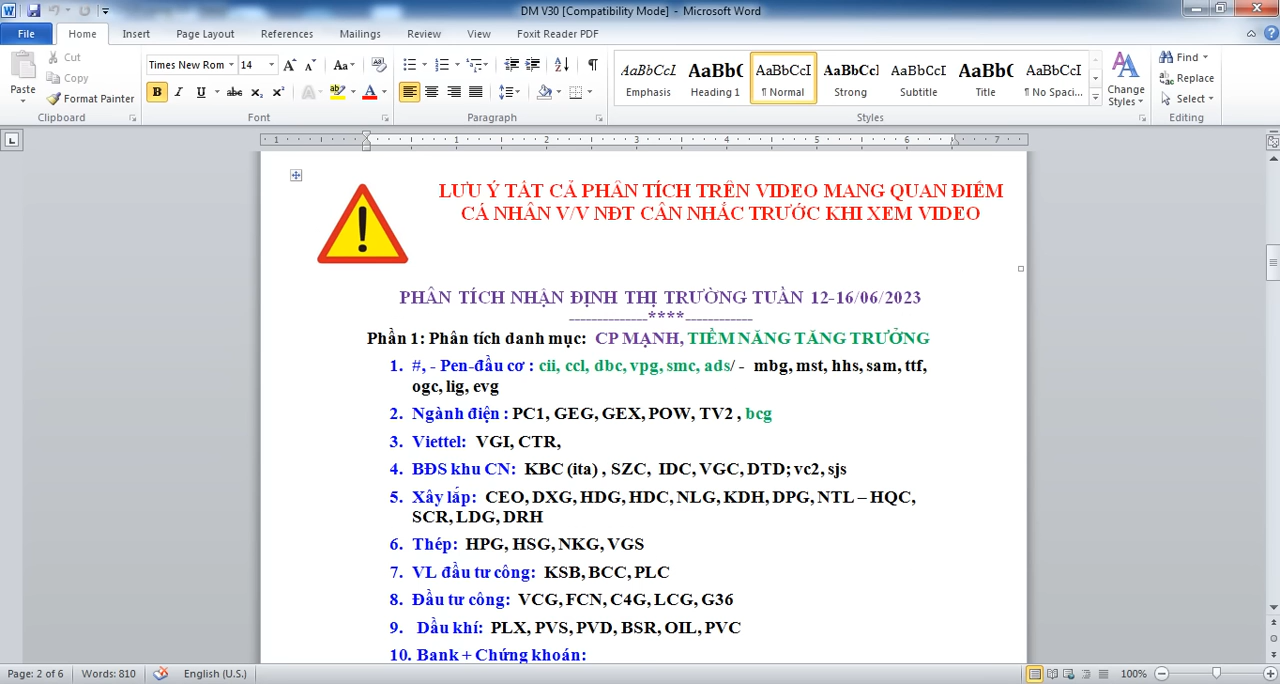 DM V30 [Compatibility Mode] - Microsoft Word
File Home Insert Page Layout References Mailings Review View Foxit Reader PDF
Paste Cut Copy Format Painter
Times New Rom 14
AaBbCcI AaBbC AaBbCcI AaBbCcl AaBbCcI AaBbC AaBbCcI
Emphasis Heading 1 ¶ Normal Strong Subtitle Title ¶ No Spaci...
Change Styles
Find Replace Select
Clipboard Font Paragraph Styles Editing
1 1 2 3 4 5 6 7
LƯU Ý TẤT CẢ PHÂN TÍCH TRÊN VIDEO MANG QUAN ĐIỂM
CÁ NHÂN V/V NĐT CÂN NHẮC TRƯỚC KHI XEM VIDEO
PHÂN TÍCH NHẬN ĐỊNH THỊ TRƯỜNG TUẦN 12-16/06/2023
--------------****------------
Phần 1: Phân tích danh mục: CP MẠNH, TIỀM NĂNG TĂNG TRƯỞNG
1. #, - Pen-đầu cơ : cii, ccl, dbc, vpg, smc, ads/ - mbg, mst, hhs, sam, ttf,
ogc, lig, evg
2. Ngành điện : PC1, GEG, GEX, POW, TV2 , bcg
3. Viettel: VGI, CTR,
4. BĐS khu CN: KBC (ita) , SZC, IDC, VGC, DTD; vc2, sjs
5. Xây lắp: CEO, DXG, HDG, HDC, NLG, KDH, DPG, NTL – HQC,
SCR, LDG, DRH
6. Thép: HPG, HSG, NKG, VGS
7. VL đầu tư công: KSB, BCC, PLC
8. Đầu tư công: VCG, FCN, C4G, LCG, G36
9. Dầu khí: PLX, PVS, PVD, BSR, OIL, PVC
10. Bank + Chứng khoán:
Page: 2 of 6 Words: 810 English (U.S.) 100%